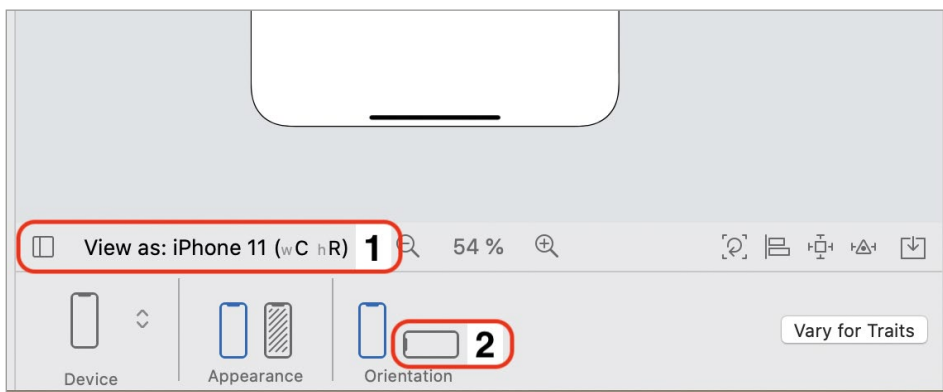 View as: iPhone 11 (wC hR) 1 54 %
2
Vary for Traits
Device Appearance Orientation